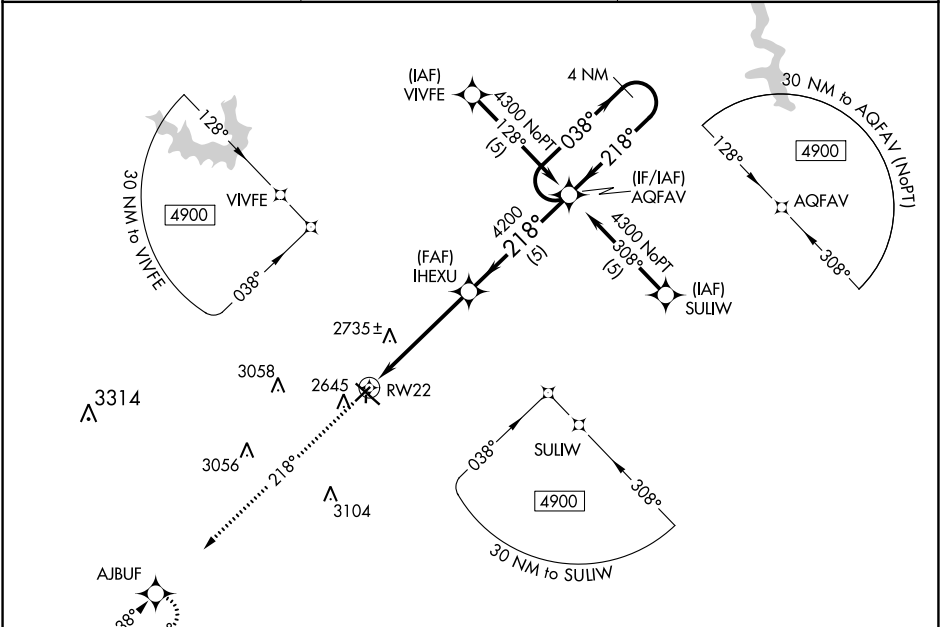 (IAF)
VIVFE
4300 NoPT
128°
(5)
4 NM
038°
218°
(IF/IAF)
AQFAV
30 NM to AQFAV (NoPT)
4900
128°
AQFAV
308°
128°
VIVFE
4900
30 NM to VIVFE
038°
4200
218°
(5)
4300 NoPT
308°
(5)
(IAF)
SULIW
(FAF)
IHEXU
2735±
3058
2645
RW22
3314
3056
218°
3104
038°
SULIW
4900
308°
30 NM to SULIW
AJBUF